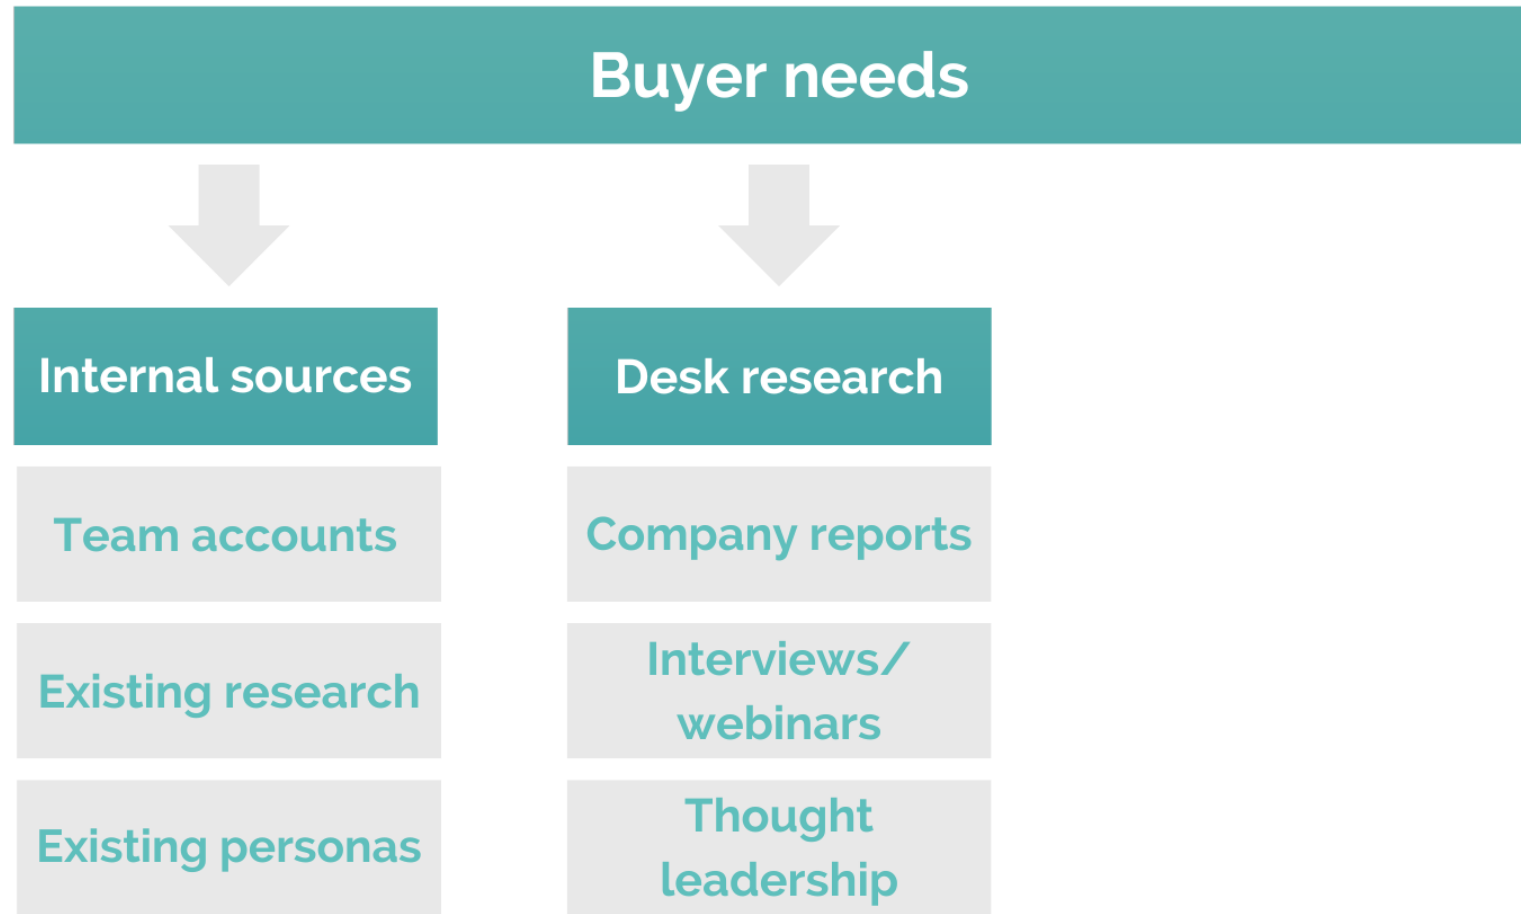 Buyer needs
Internal sources
Team accounts
Existing research
Existing personas
Desk research
Company reports
Interviews/
webinars
Thought
leadership